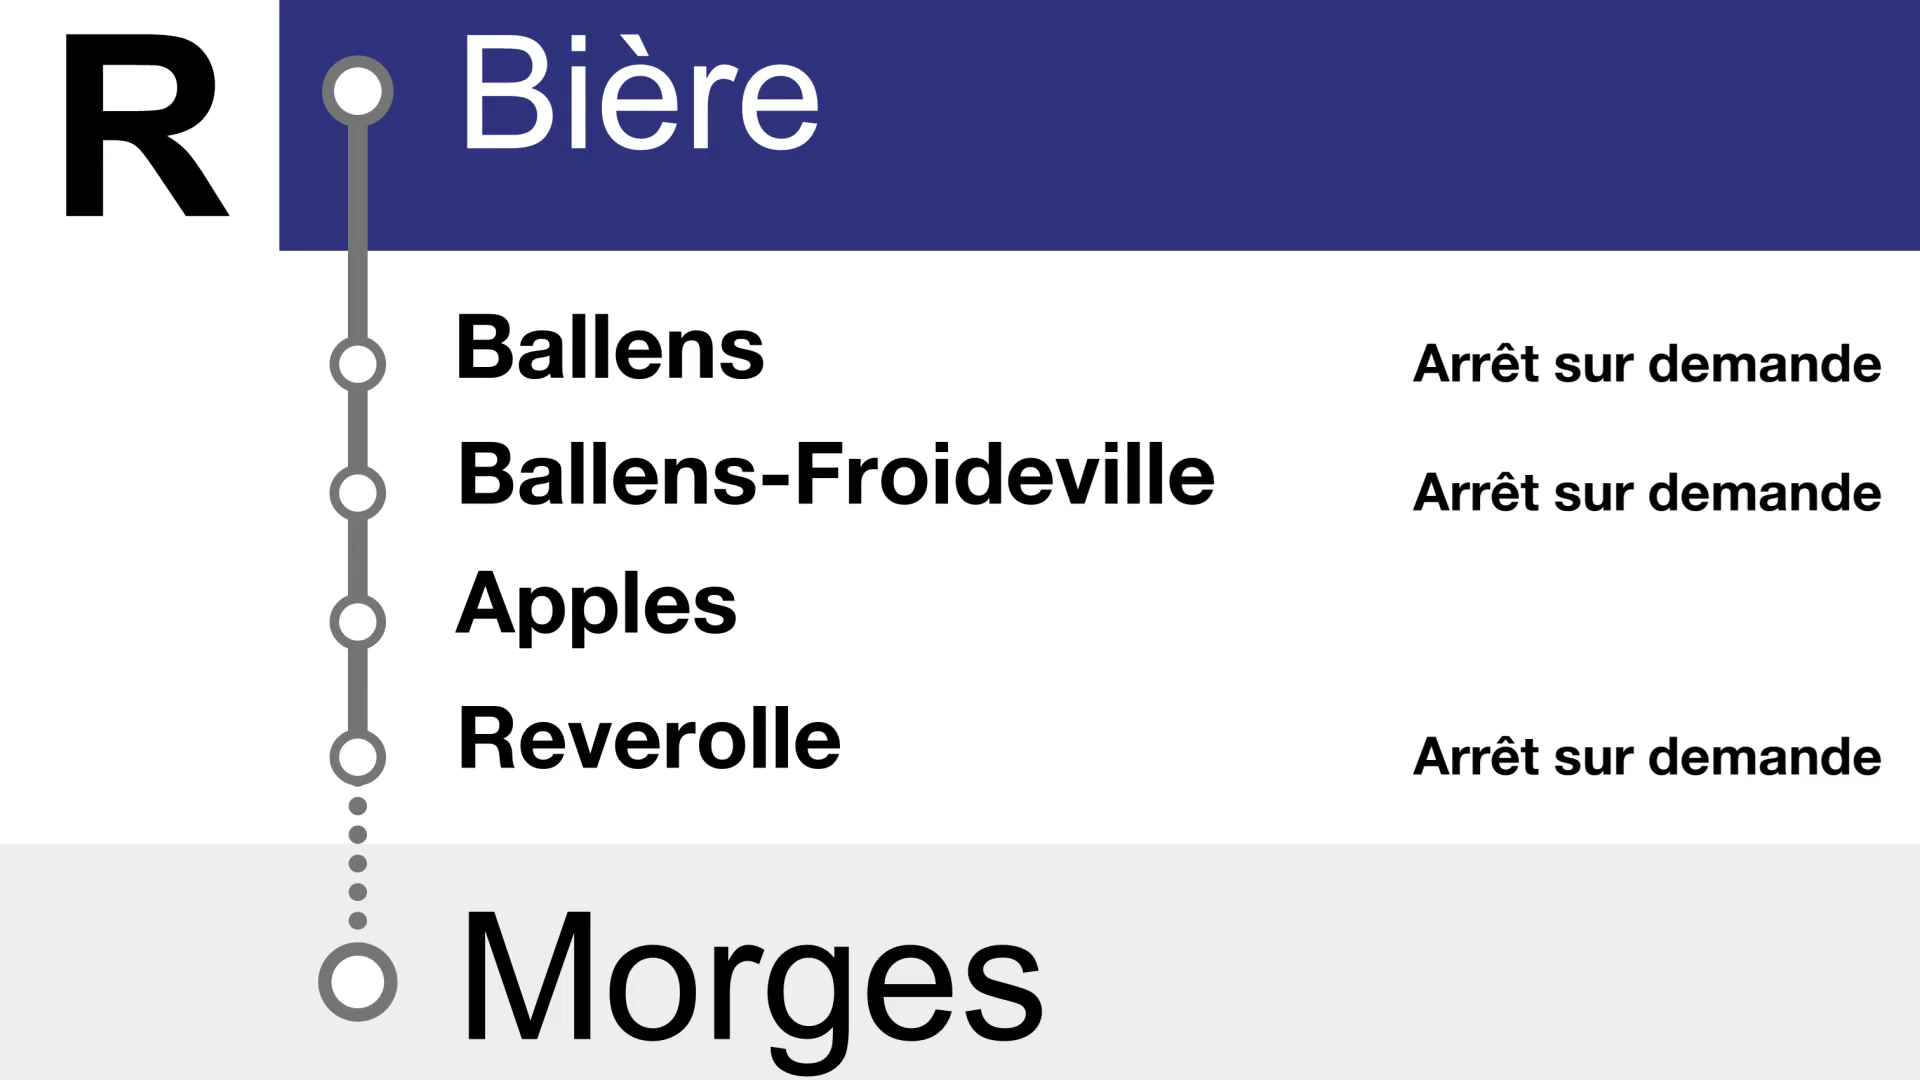 R
Bière
Ballens
Arrêt sur demande
Ballens-Froideville
Arrêt sur demande
Apples
Reverolle
Arrêt sur demande
Morges